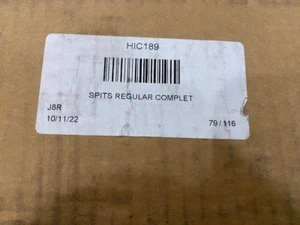 HIC189
SPITS REGULAR COMPLET
J8R
10/11/22 79/116